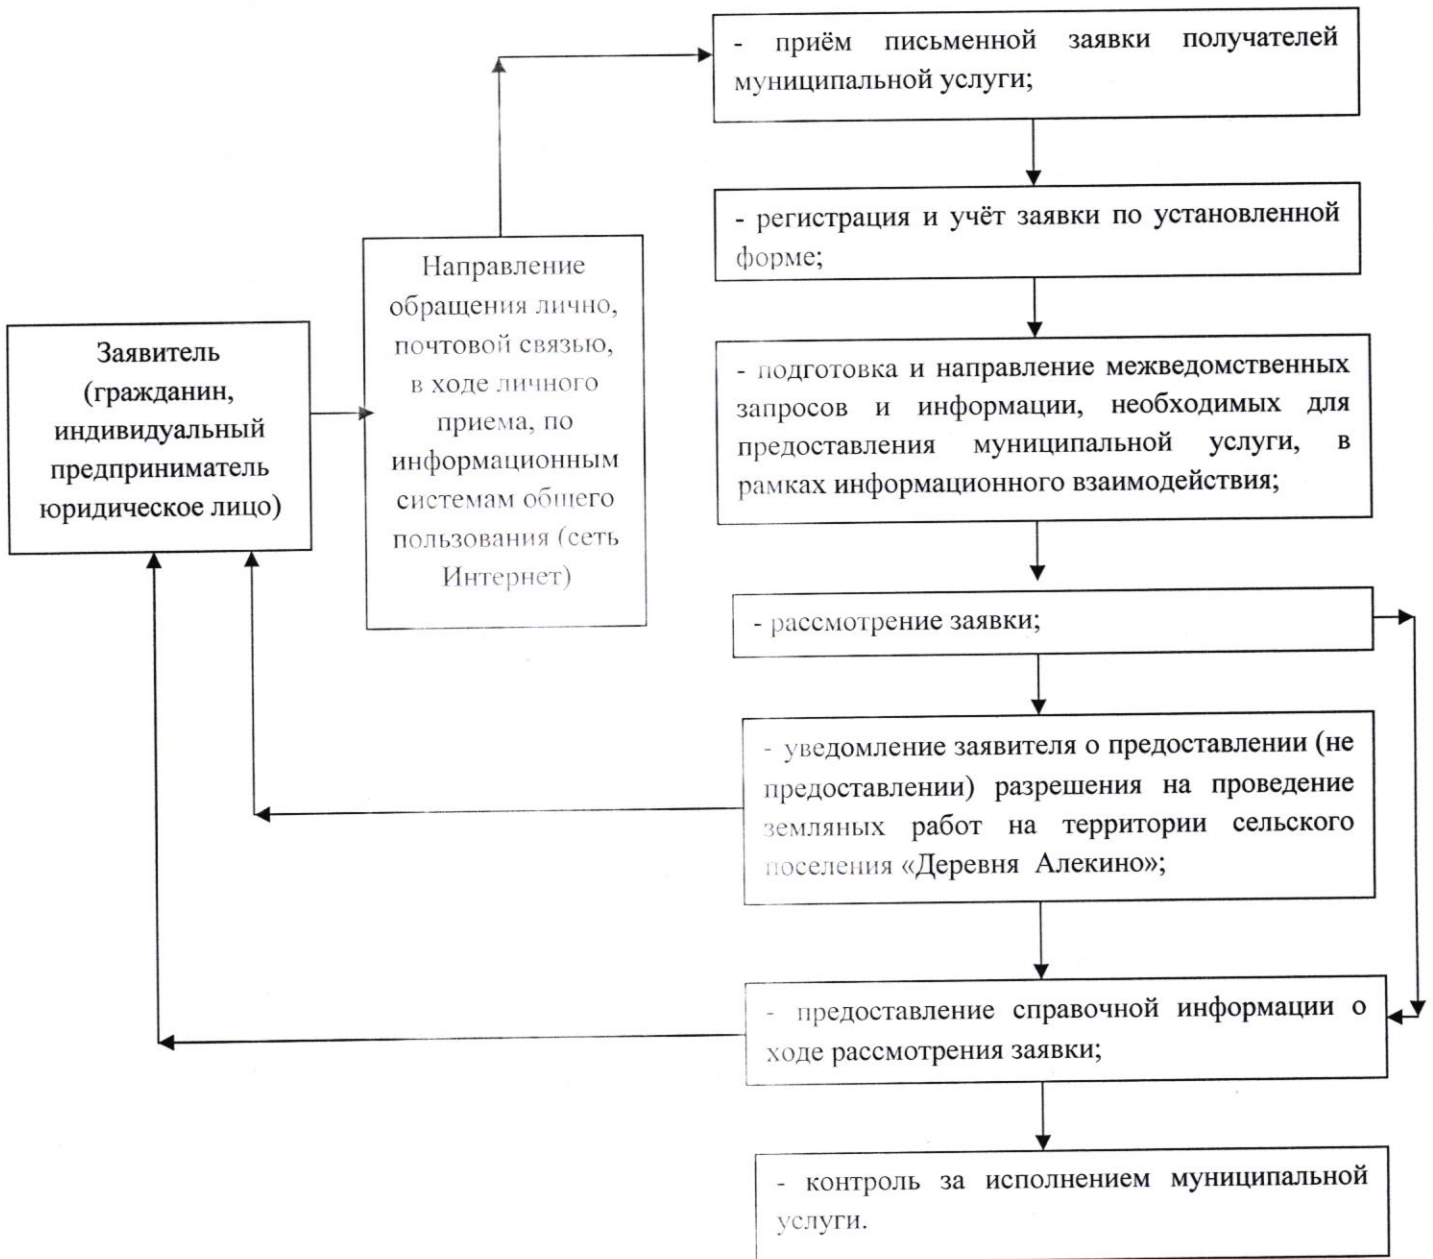 Заявитель
(гражданин,
индивидуальный
предприниматель
юридическое лицо)
Направление
обращения лично,
почтовой связью,
в ходе личного
приема, по
информационным
системам общего
пользования (сеть
Интернет)
- приём письменной заявки получателей
муниципальной услуги;
- регистрация и учёт заявки по установленной
форме;
- подготовка и направление межведомственных
запросов и информации, необходимых для
предоставления муниципальной услуги, в
рамках информационного взаимодействия;
- рассмотрение заявки;
- уведомление заявителя о предоставлении (не
предоставлении) разрешения на проведение
земляных работ на территории сельского
поселения «Деревня Алекино»;
- предоставление справочной информации о
ходе рассмотрения заявки;
- контроль за исполнением муниципальной
услуги.